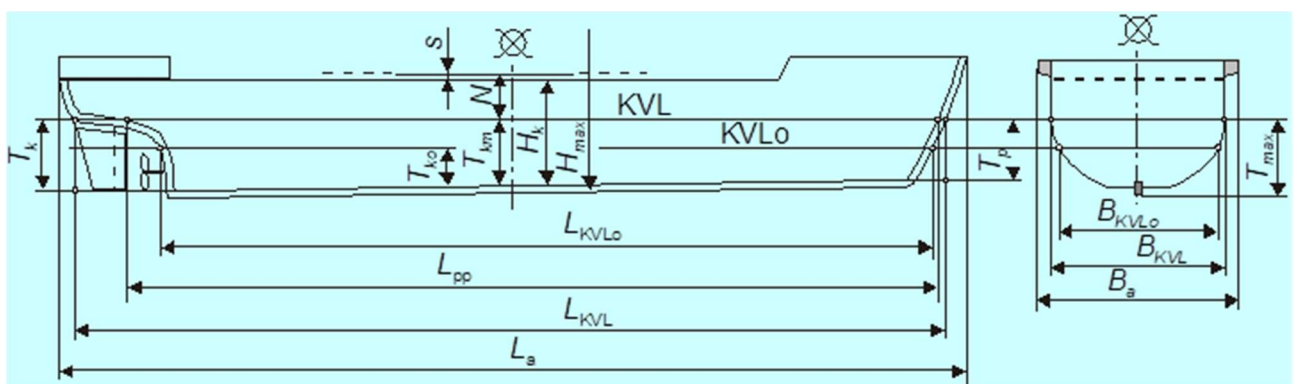 s
N
KVL
KVLo
T_k
T_ko
T_km
H_k
H_max
T_p
T_max
L_KVLo
B_KVLo
L_pp
B_KVL
L_KVL
B_a
L_a